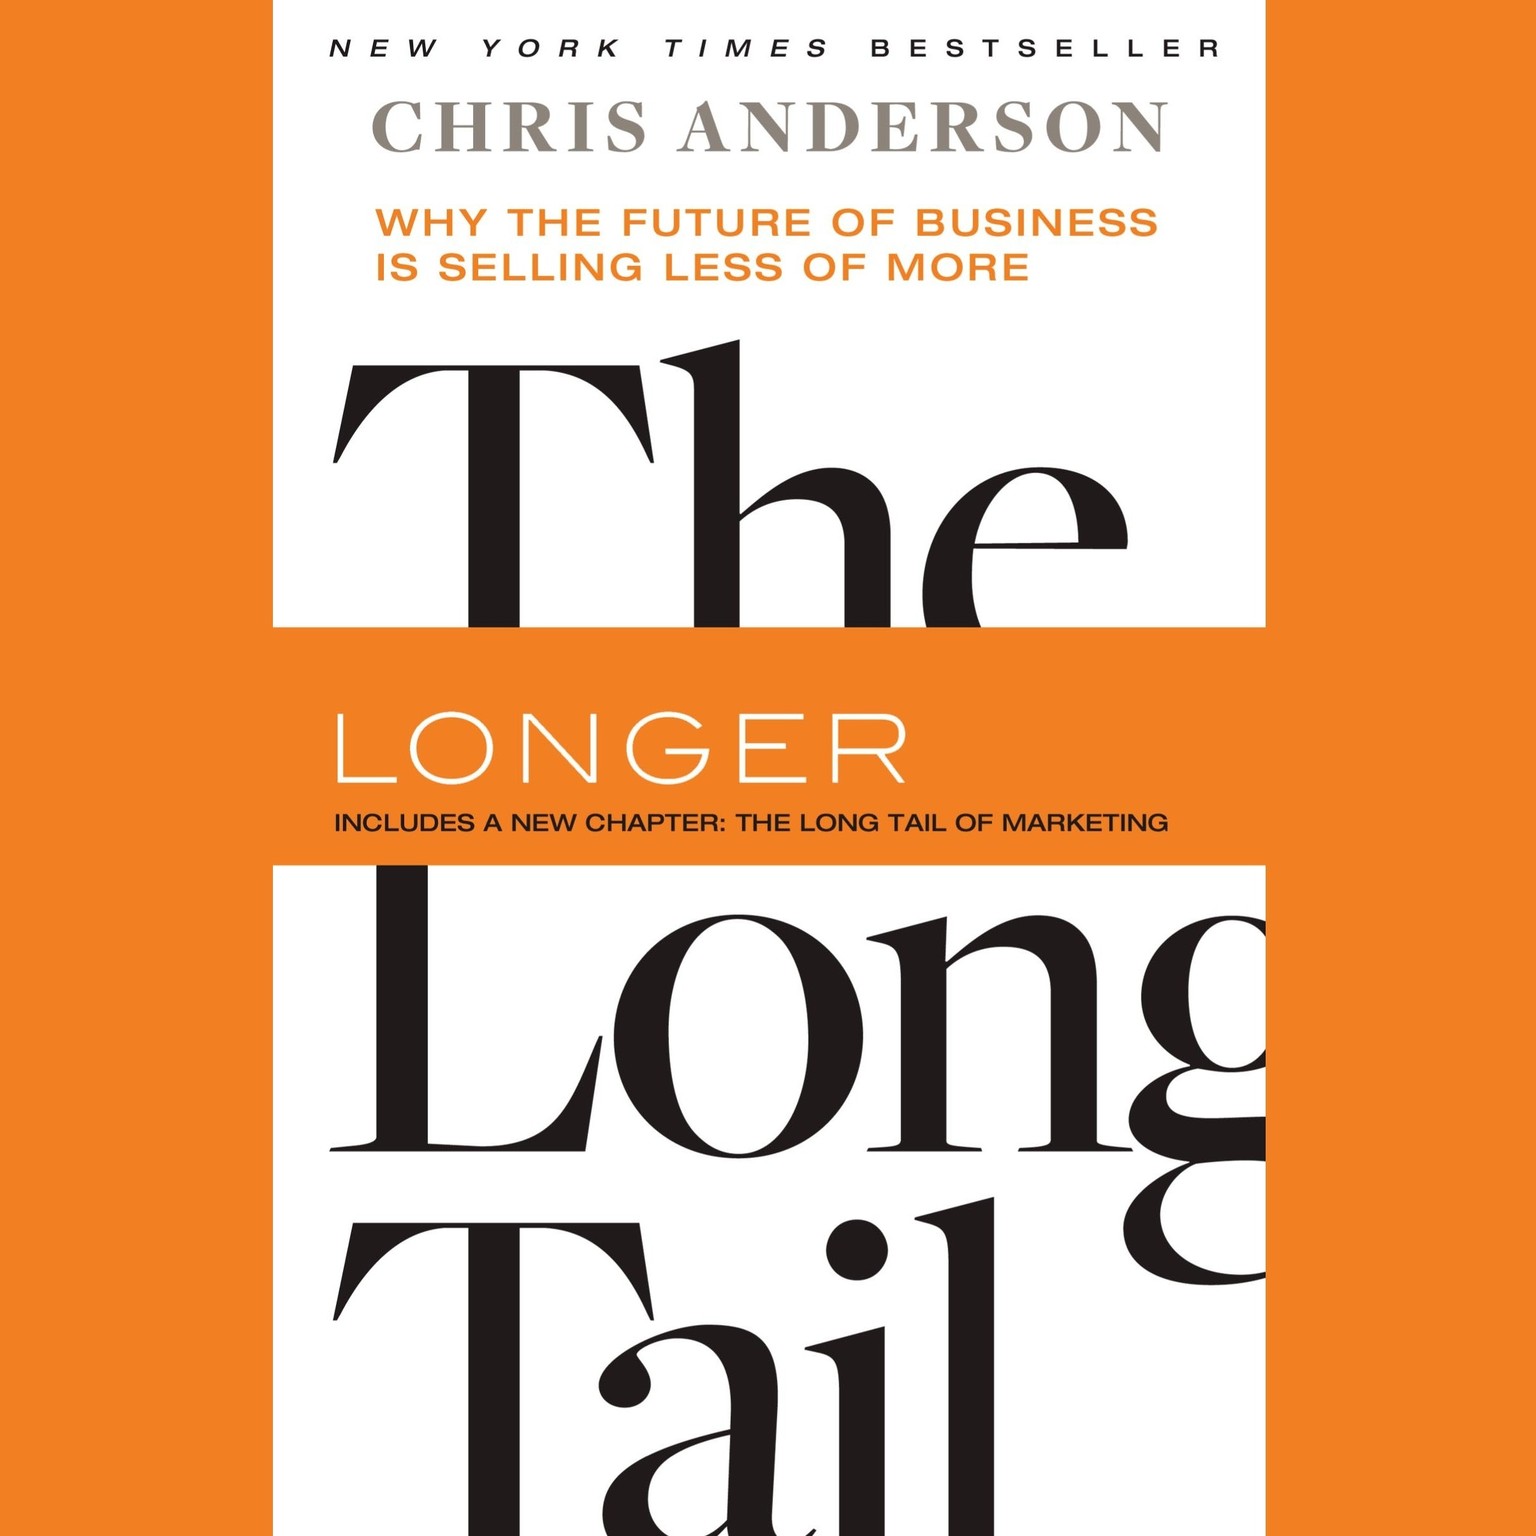 NEW YORK TIMES BESTSELLER
CHRIS ANDERSON
WHY THE FUTURE OF BUSINESS
IS SELLING LESS OF MORE
The
LONGER
INCLUDES A NEW CHAPTER: THE LONG TAIL OF MARKETING
Long
Tail